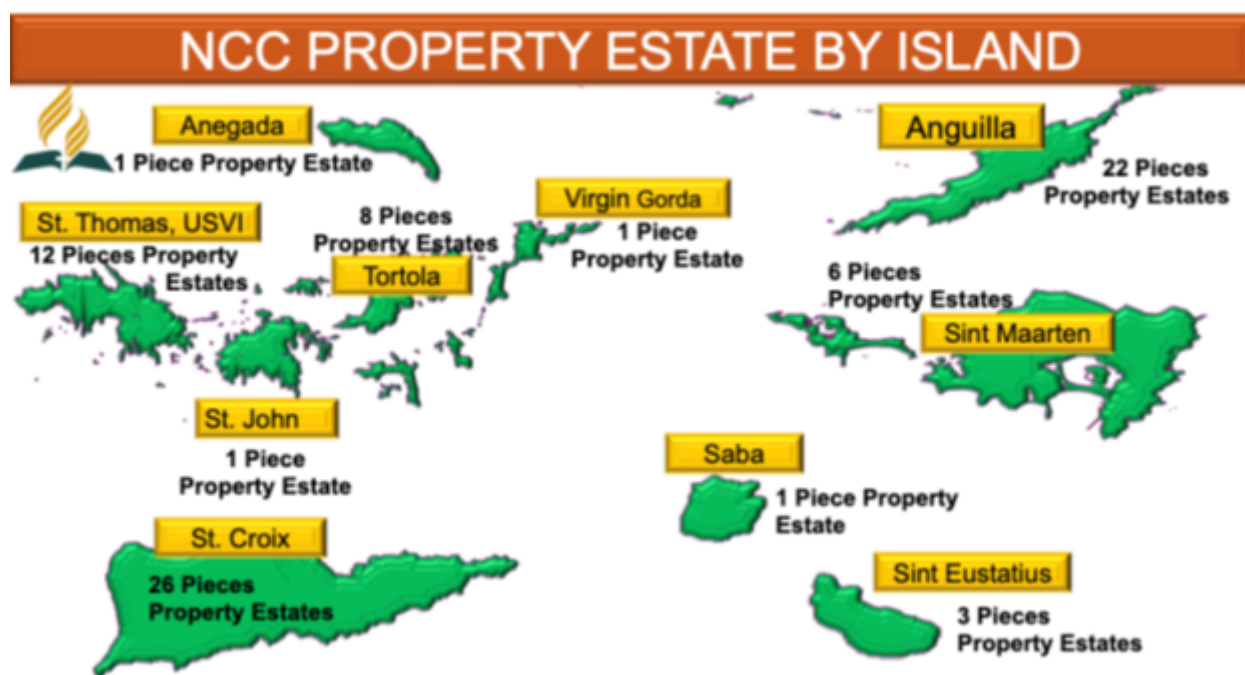 NCC PROPERTY ESTATE BY ISLAND
Anegada
1 Piece Property Estate
Anguilla
22 Pieces
Property Estates
St. Thomas, USVI
12 Pieces Property
Estates
8 Pieces
Property Estates
Tortola
Virgin Gorda
1 Piece
Property Estate
6 Pieces
Property Estates
Sint Maarten
St. John
1 Piece
Property Estate
Saba
1 Piece Property
Estate
St. Croix
26 Pieces
Property Estates
Sint Eustatius
3 Pieces
Property Estates